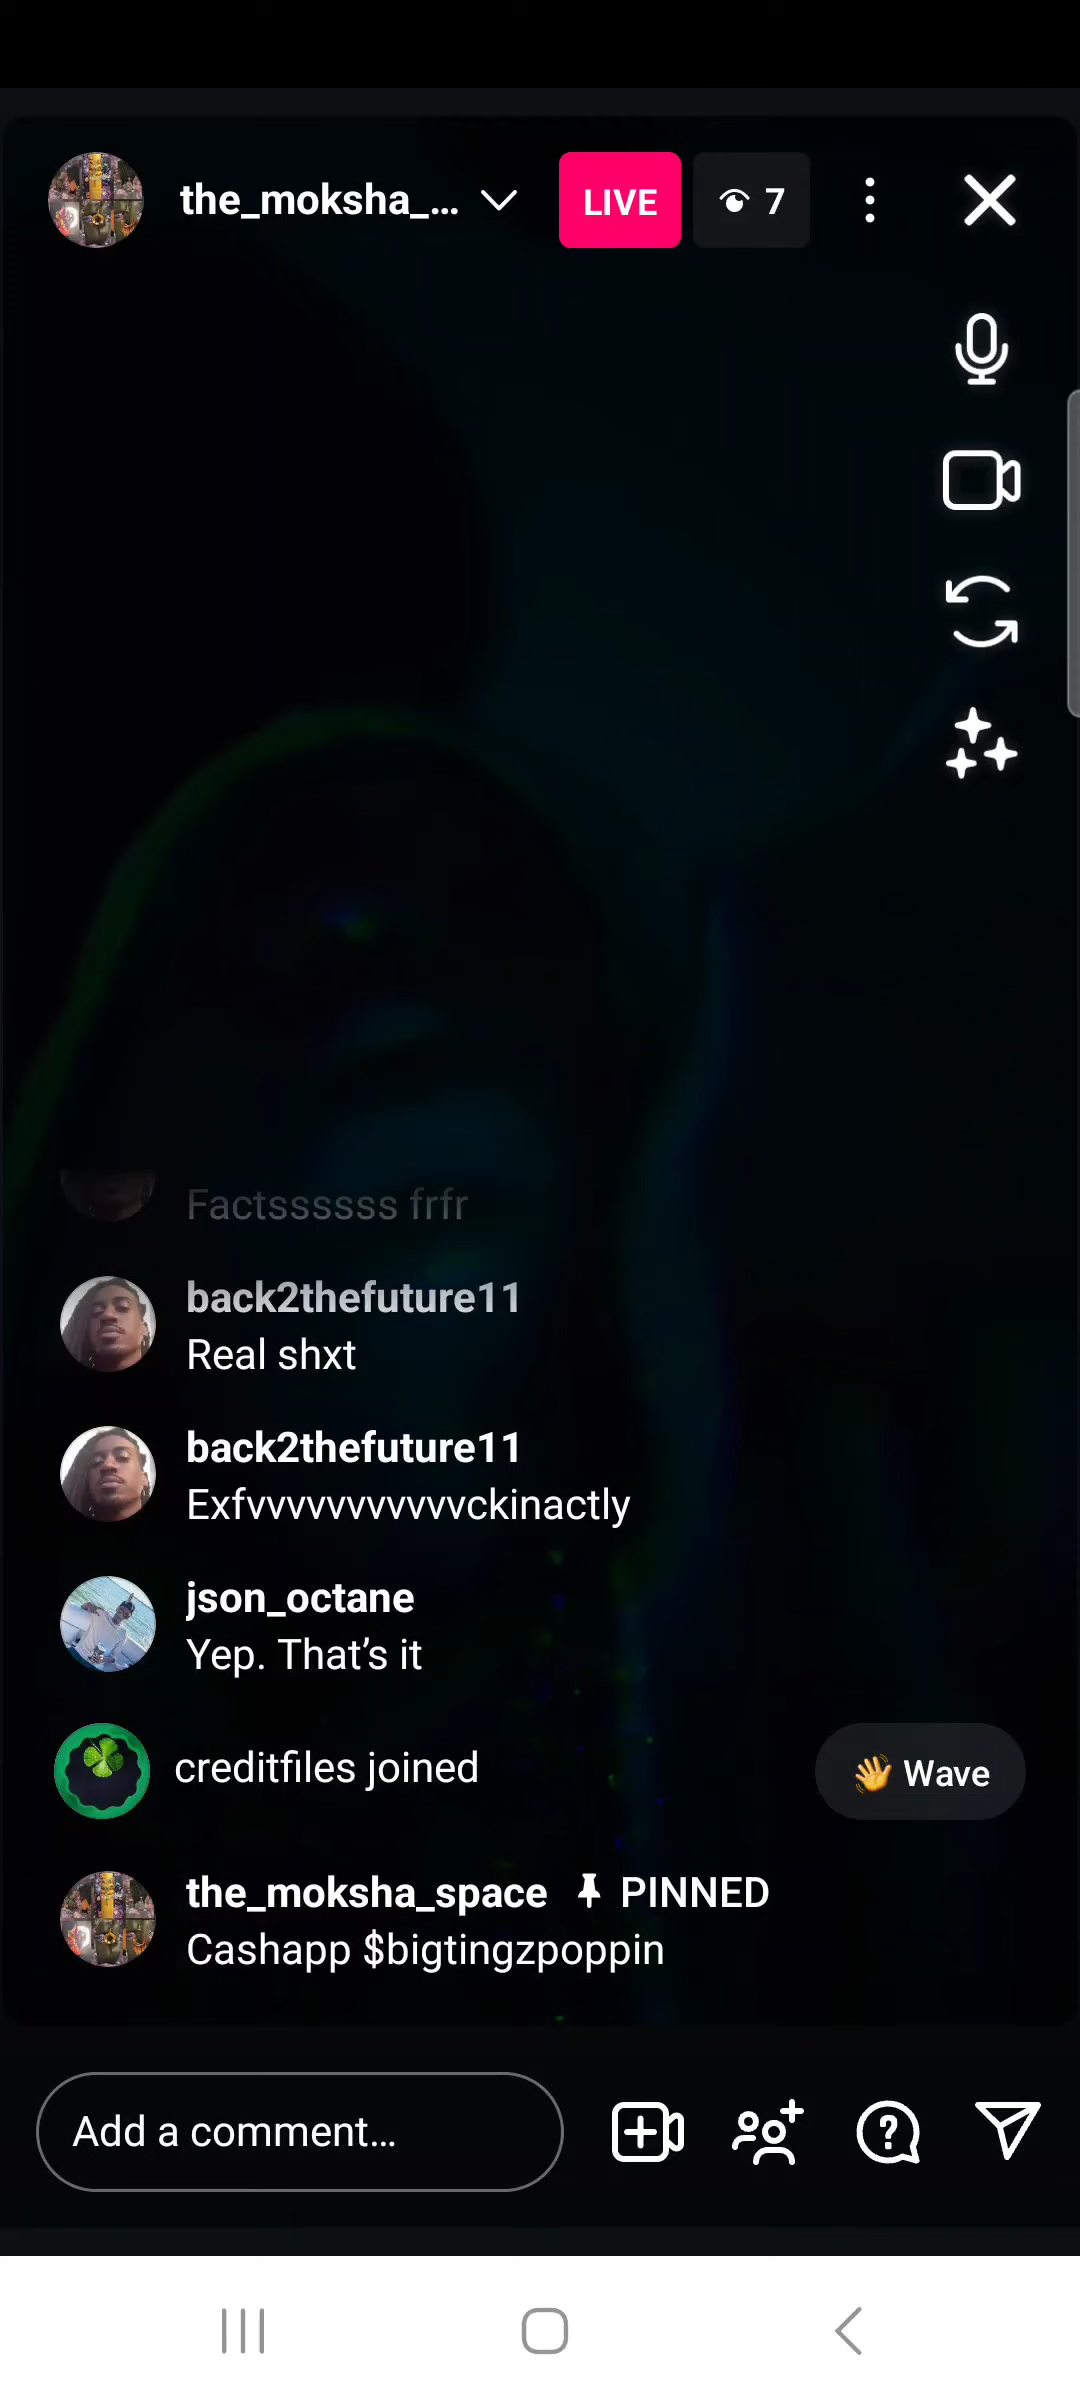 the_moksha_...
LIVE
7
Factssssss frfr
back2thefuture11
Real shxt
back2thefuture11
Exfvvvvvvvvvvvckinactly
json_octane
Yep. That’s it
creditfiles joined
👋 Wave
the_moksha_space PINNED
Cashapp $bigtingzpoppin
Add a comment...